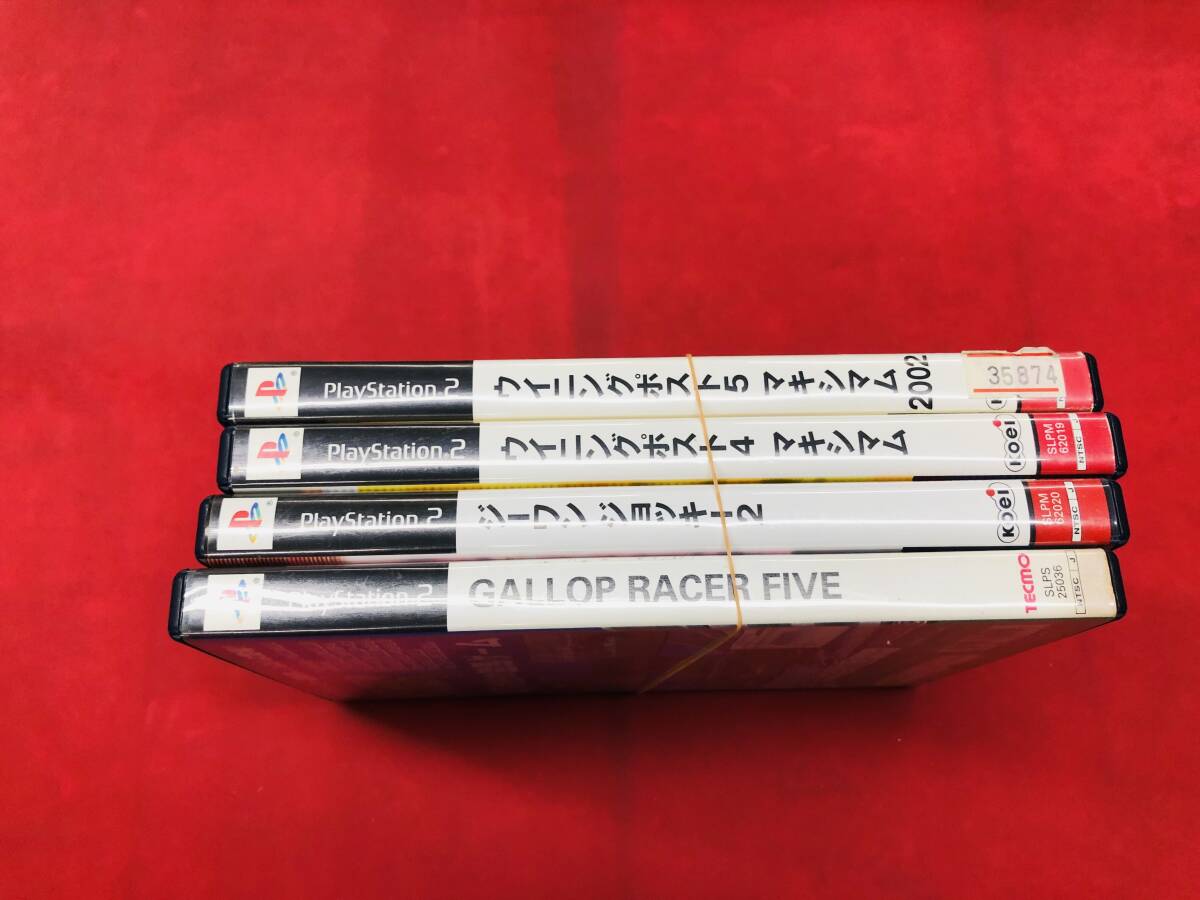 PlayStation 2
ウイニングポスト5 マキシマム
2002
35874
PlayStation 2
ウイニングポスト4 マキシマム
koei
SLPM
62019
NTSC J
PlayStation 2
ジーワン ジョッキー2
koei
SLPM
62020
NTSC J
PlayStation 2
GALLOP RACER FIVE
TECMO
SLPS
25036
NTSC J